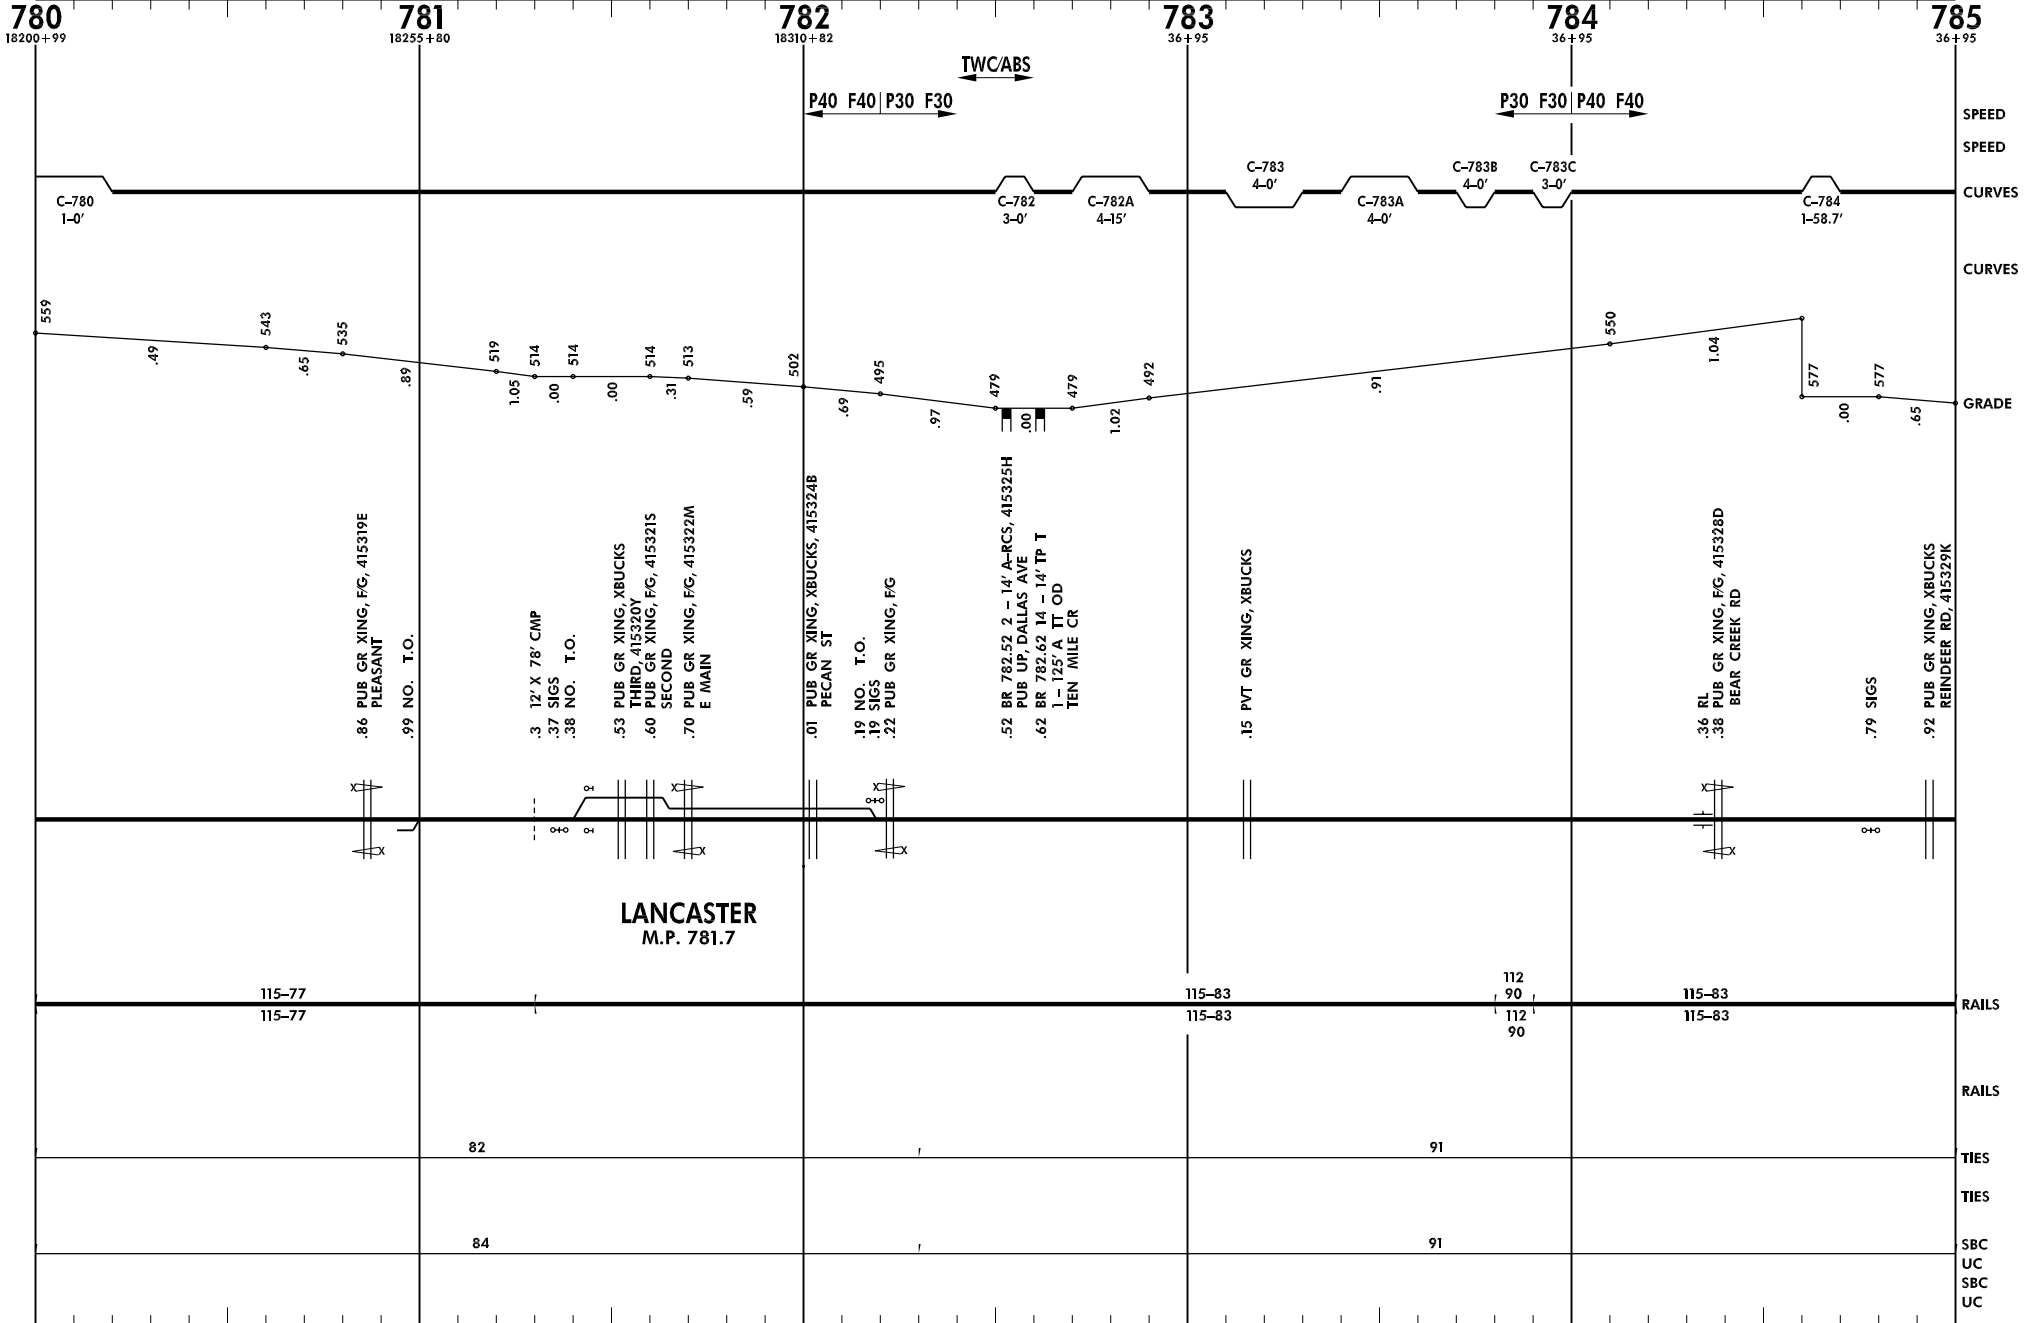 780 781 782 783 784 785
18200+99 18255+80 18310+82 36+95 36+95 36+95
TWC/ABS
P40 F40 P30 F30 P30 F30 P40 F40
SPEED
SPEED
C-780
1-0'
C-782
3-0'
C-782A
4-15'
C-783
4-0'
C-783A
4-0'
C-783B
4-0'
C-783C
3-0'
C-784
1-58.7'
CURVES
CURVES
559 543 535 519 514 514 514 513 502 495 479 479 492 550 577 577
.49 .65 .89 1.05 .00 .00 .31 .59 .69 .97 .00 1.02 .91 1.04 .00 .65
GRADE
.86 PUB GR XING, F/G, 415319E
PLEASANT
.99 NO. T.O.
.3 12' X 78' CMP
.37 SIGS
.38 NO. T.O.
.53 PUB GR XING, XBUCKS
THIRD, 415320Y
.60 PUB GR XING, F/G, 415321S
SECOND
.70 PUB GR XING, F/G, 415322M
E MAIN
.01 PUB GR XING, XBUCKS, 415324B
PECAN ST
.19 NO. T.O.
.19 SIGS
.22 PUB GR XING, F/G
.52 BR 782.52 2 - 14' A-RCS, 415325H
PUB UP, DALLAS AVE
.62 BR 782.62 14 - 14' TP T
1 - 125' A TT OD
TEN MILE CR
.15 PVT GR XING, XBUCKS
.36 RL
.38 PUB GR XING, F/G, 415328D
BEAR CREEK RD
.79 SIGS
.92 PUB GR XING, XBUCKS
REINDEER RD, 415329K
X X X X X
X X X X X
LANCASTER
M.P. 781.7
115-77 115-83 112 90 115-83
115-77 115-83 112 90 115-83
RAILS
RAILS
82 91
TIES
TIES
84 91
SBC
UC
SBC
UC